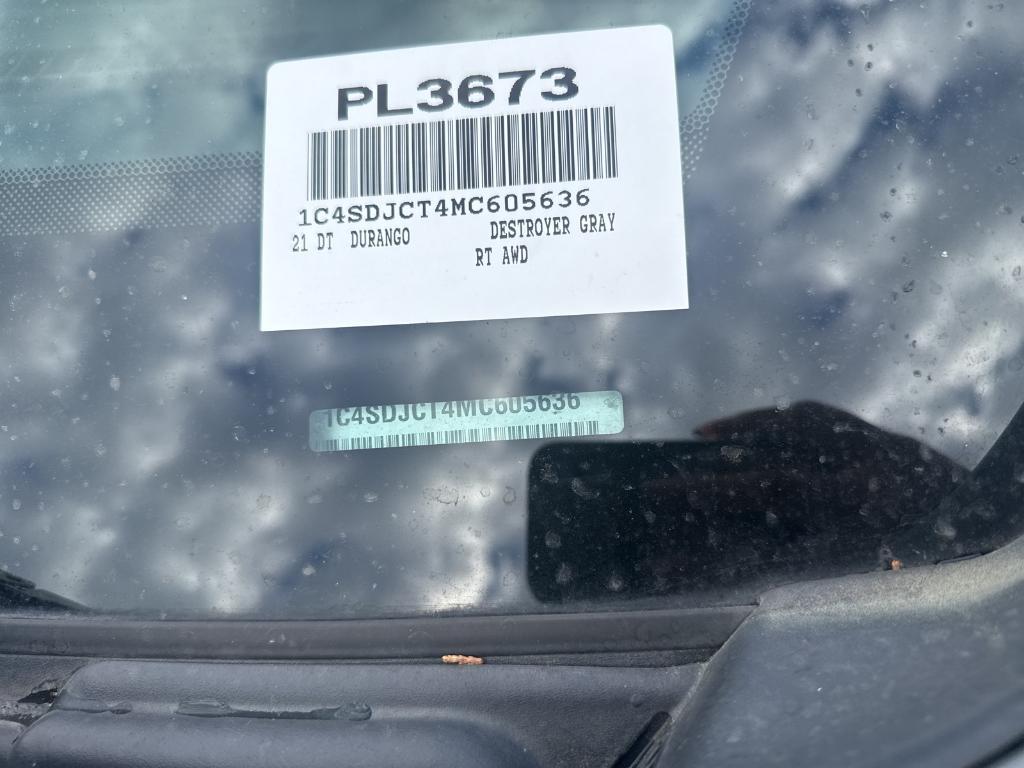 PL3673
1C4SDJCT4MC605636
21 DT DURANGO DESTROYER GRAY
RT AWD
1C4SDJCT4MC605636